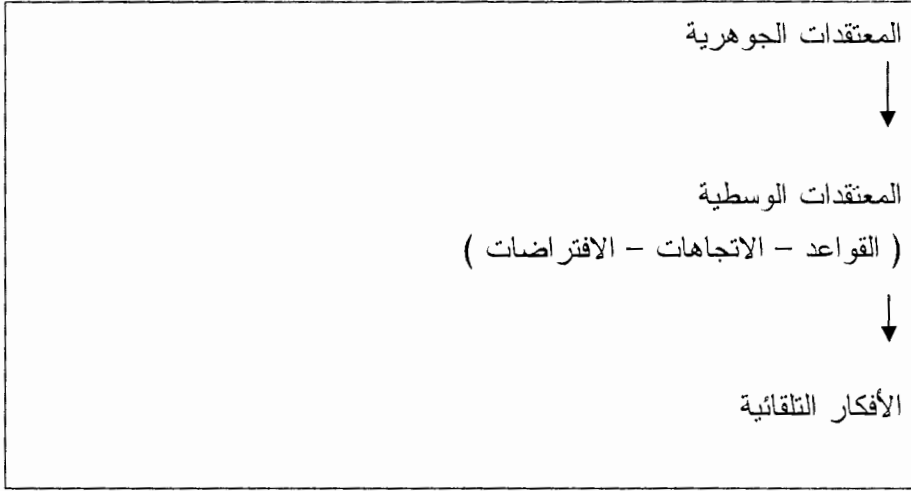 المعتقدات الجوهرية
المعتقدات الوسطية
( القواعد – الاتجاهات – الافتراضات )
الأفكار التلقائية